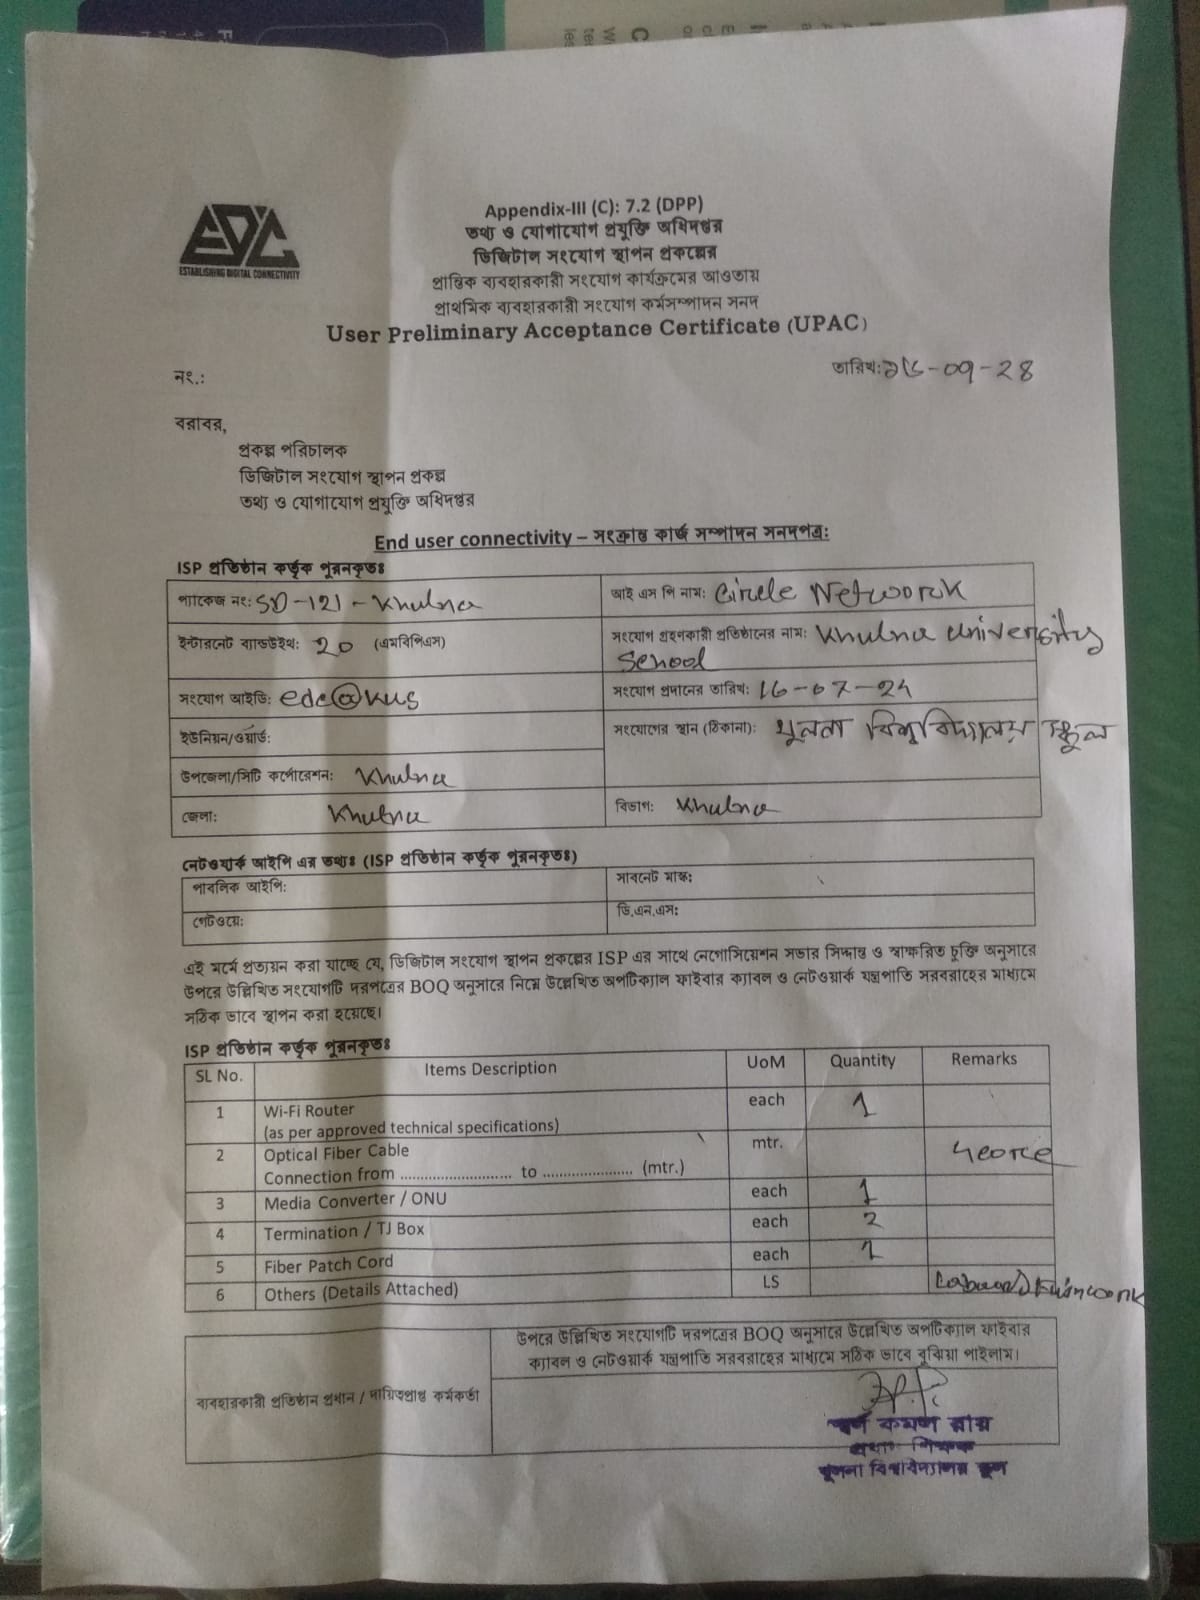 EDC
ESTABLISHING DIGITAL CONNECTIVITY
Appendix-III (C): 7.2 (DPP)
তথ্য ও যোগাযোগ প্রযুক্তি অধিদপ্তর
ডিজিটাল সংযোগ স্থাপন প্রকল্পের
প্রান্তিক ব্যবহারকারী সংযোগ কার্যক্রমের আওতায়
প্রাথমিক ব্যবহারকারী সংযোগ কর্মসম্পাদন সনদ
User Preliminary Acceptance Certificate (UPAC)
নং.:
তারিখ:
বরাবর,
প্রকল্প পরিচালক
ডিজিটাল সংযোগ স্থাপন প্রকল্প
তথ্য ও যোগাযোগ প্রযুক্তি অধিদপ্তর
End user connectivity – সংক্রান্ত কার্জ সম্পাদন সনদপত্র:
ISP প্রতিষ্ঠান কর্তৃক পূরনকৃতঃ
প্যাকেজ নং: SD-121-Khulna
আই এস পি নাম: Circle Network
ইন্টারনেট ব্যান্ডউইথ: 20 (এমবিপিএস)
সংযোগ গ্রহণকারী প্রতিষ্ঠানের নাম: Khulna University
School
সংযোগ আইডি: edc@kus
সংযোগ প্রদানের তারিখ: 16-07-24
ইউনিয়ন/ওয়ার্ড:
সংযোগের স্থান (ঠিকানা): খুলনা বিশ্ববিদ্যালয় স্কুল
উপজেলা/সিটি কর্পোরেশন: Khulna
জেলা: Khulna
বিভাগ: Khulna
নেটওয়ার্ক আইপি এর তথ্যঃ (ISP প্রতিষ্ঠান কর্তৃক পূরনকৃতঃ)
পাবলিক আইপি:
সাবনেট মাস্ক:
গেটওয়ে:
ডি.এন.এস:
এই মর্মে প্রত্যয়ন করা যাচ্ছে যে, ডিজিটাল সংযোগ স্থাপন প্রকল্পের ISP এর সাথে নেগোসিয়েশন সভার সিদ্ধান্ত ও স্বাক্ষরিত চুক্তি অনুসারে
উপরে উল্লিখিত সংযোগটি দরপত্রের BOQ অনুসারে নিম্নে উল্লেখিত অপটিক্যাল ফাইবার ক্যাবল ও নেটওয়ার্ক যন্ত্রপাতি সরবরাহের মাধ্যমে
সঠিক ভাবে স্থাপন করা হয়েছে।
ISP প্রতিষ্ঠান কর্তৃক পূরনকৃতঃ
SL No. Items Description UoM Quantity Remarks
1 Wi-Fi Router each 1
(as per approved technical specifications)
2 Optical Fiber Cable mtr.
Connection from ............................ to ....................... (mtr.)
3 Media Converter / ONU each 1
4 Termination / TJ Box each 2
5 Fiber Patch Cord each 1
6 Others (Details Attached) LS
উপরে উল্লিখিত সংযোগটি দরপত্রের BOQ অনুসারে উল্লেখিত অপটিক্যাল ফাইবার
ক্যাবল ও নেটওয়ার্ক যন্ত্রপাতি সরবরাহের মাধ্যমে সঠিক ভাবে বুঝিয়া পাইলাম।
ব্যবহারকারী প্রতিষ্ঠান প্রধান / দায়িত্বপ্রাপ্ত কর্মকর্তা
কমল রায়
প্রধান শিক্ষক
খুলনা বিশ্ববিদ্যালয় স্কুল